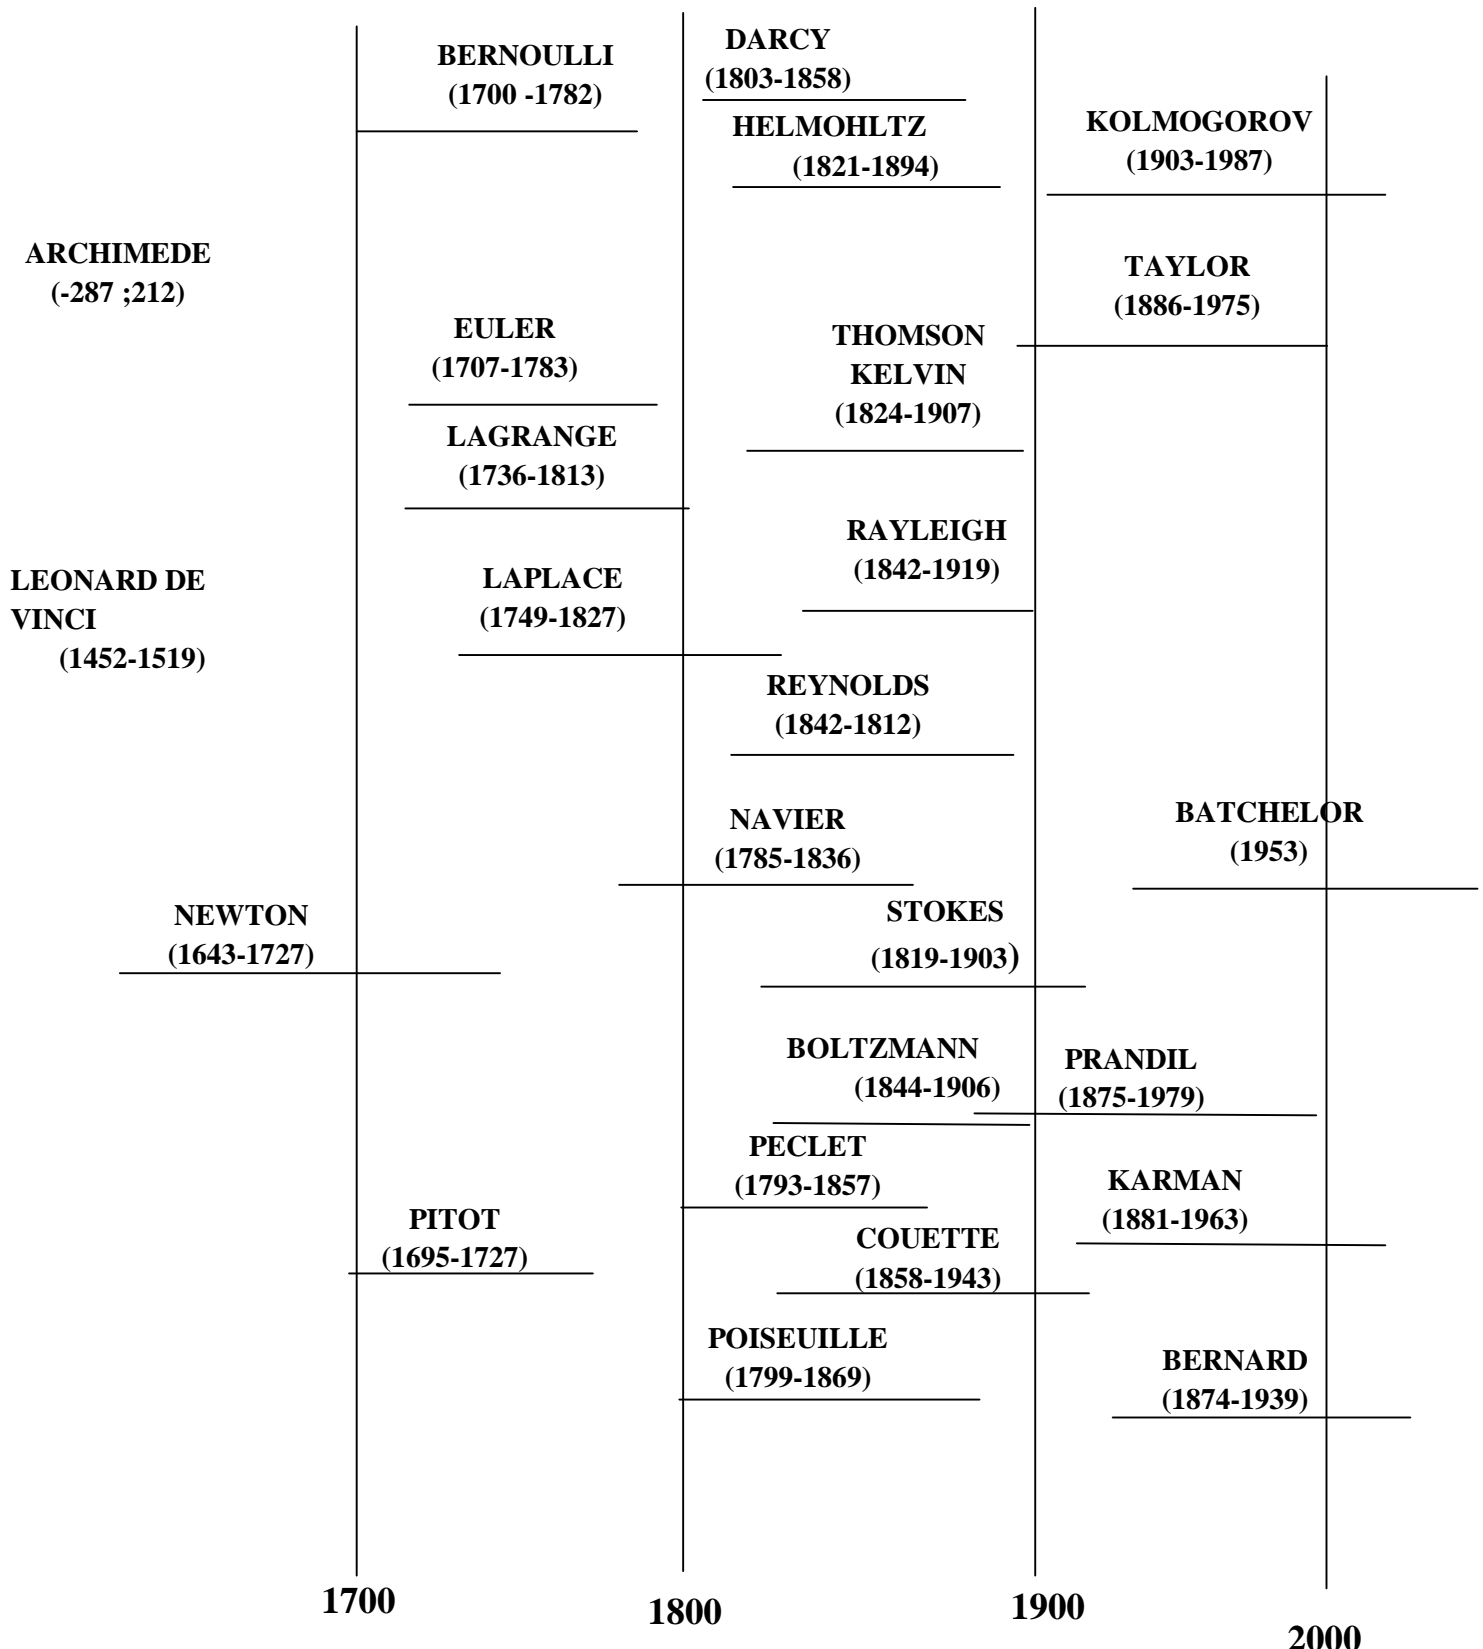 BERNOULLI
(1700 -1782)
DARCY
(1803-1858)
HELMOHLTZ
(1821-1894)
KOLMOGOROV
(1903-1987)
ARCHIMEDE
(-287 ;212)
TAYLOR
(1886-1975)
EULER
(1707-1783)
THOMSON
KELVIN
(1824-1907)
LAGRANGE
(1736-1813)
RAYLEIGH
(1842-1919)
LEONARD DE
VINCI
(1452-1519)
LAPLACE
(1749-1827)
REYNOLDS
(1842-1812)
NAVIER
(1785-1836)
BATCHELOR
(1953)
NEWTON
(1643-1727)
STOKES
(1819-1903)
BOLTZMANN
(1844-1906)
PRANDIL
(1875-1979)
PECLET
(1793-1857)
KARMAN
(1881-1963)
PITOT
(1695-1727)
COUETTE
(1858-1943)
POISEUILLE
(1799-1869)
BERNARD
(1874-1939)
1700
1800
1900
2000